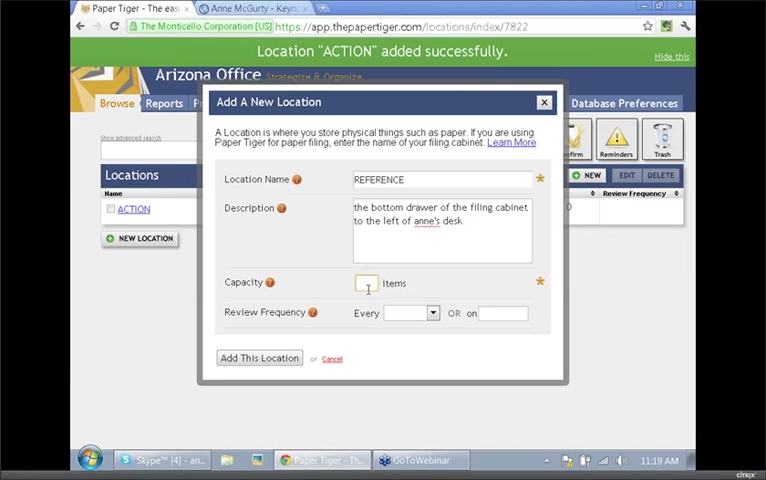 Paper Tiger - The easi
Anne McGurty - Keyno
The Monticello Corporation [US]
https://app.thepapertiger.com/locations/index/7822
Location "ACTION" added successfully.
Hide this
Arizona Office Strategize & Organize
Browse Reports
Database Preferences
Add A New Location
A Location is where you store physical things such as paper. If you are using
Paper Tiger for paper filing, enter the name of your filing cabinet. Learn More
Show advanced search
Reminders
Trash
Locations
NEW EDIT DELETE
Name
Review Frequency
ACTION
NEW LOCATION
Location Name
REFERENCE
Description
the bottom drawer of the filing cabinet
to the left of anne's desk
Capacity
items
Review Frequency
Every
OR on
Add This Location or Cancel
Skype™ [4] - an...
Paper Tiger - Th...
GoToWebinar
11:19 AM
citrix